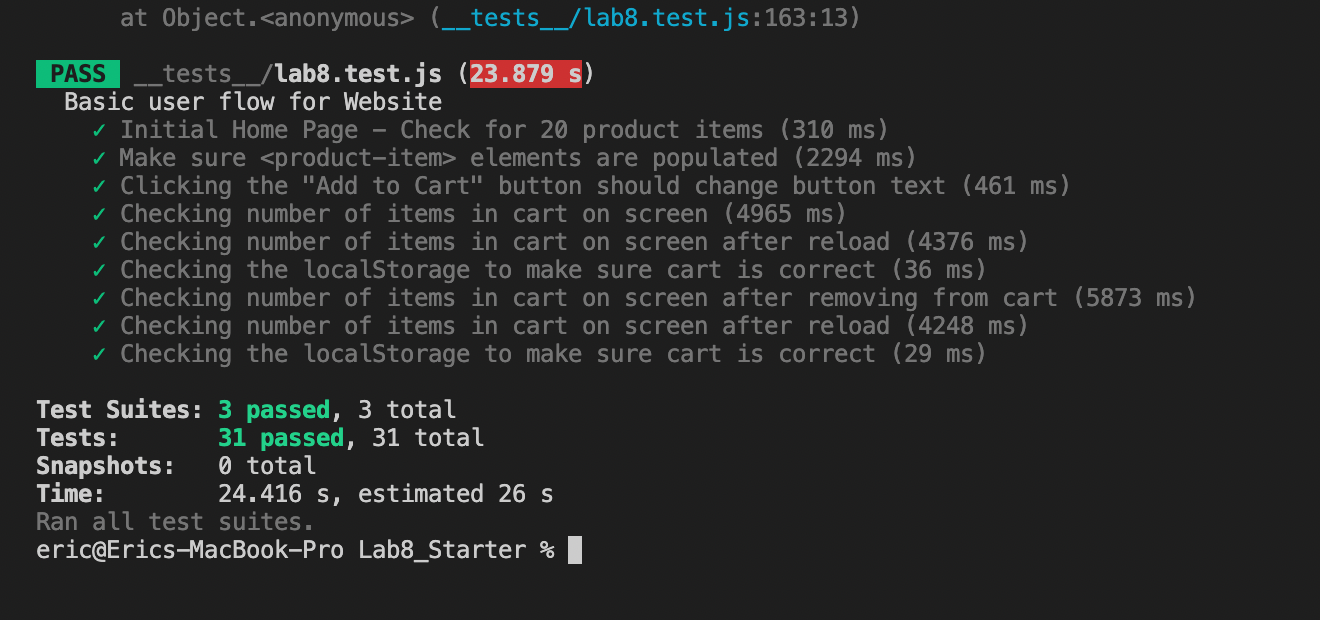 at Object.<anonymous> (__tests__/lab8.test.js:163:13)
PASS __tests__/lab8.test.js (23.879 s)
Basic user flow for Website
✓ Initial Home Page – Check for 20 product items (310 ms)
✓ Make sure <product-item> elements are populated (2294 ms)
✓ Clicking the "Add to Cart" button should change button text (461 ms)
✓ Checking number of items in cart on screen (4965 ms)
✓ Checking number of items in cart on screen after reload (4376 ms)
✓ Checking the localStorage to make sure cart is correct (36 ms)
✓ Checking number of items in cart on screen after removing from cart (5873 ms)
✓ Checking number of items in cart on screen after reload (4248 ms)
✓ Checking the localStorage to make sure cart is correct (29 ms)
Test Suites: 3 passed, 3 total
Tests: 31 passed, 31 total
Snapshots: 0 total
Time: 24.416 s, estimated 26 s
Ran all test suites.
eric@Erics-MacBook-Pro Lab8_Starter %